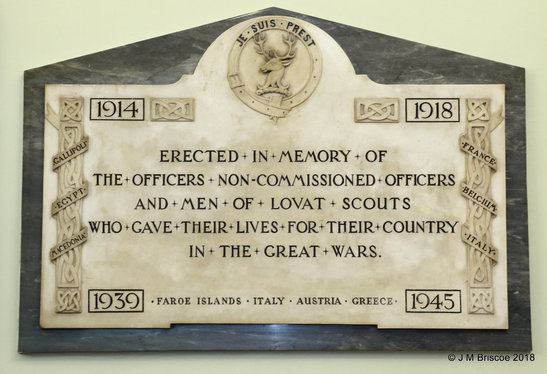 JE · SUIS · PREST
1914
1918
GALLIPOLI
EGYPT
MACEDONIA
FRANCE
BELGIUM
ITALY
ERECTED + IN + MEMORY + OF
THE + OFFICERS + NON-COMMISSIONED + OFFICERS
AND + MEN + OF + LOVAT + SCOUTS
WHO + GAVE + THEIR + LIVES + FOR + THEIR + COUNTRY
IN + THE + GREAT + WARS.
1939
· FAROE ISLANDS · ITALY · AUSTRIA · GREECE ·
1945
© J M Briscoe 2018